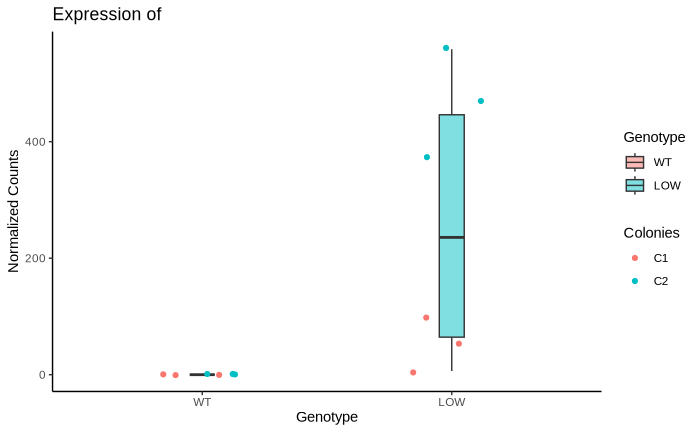 Expression of
Normalized Counts
400
200
0
WT
LOW
Genotype
Genotype
WT
LOW
Colonies
C1
C2